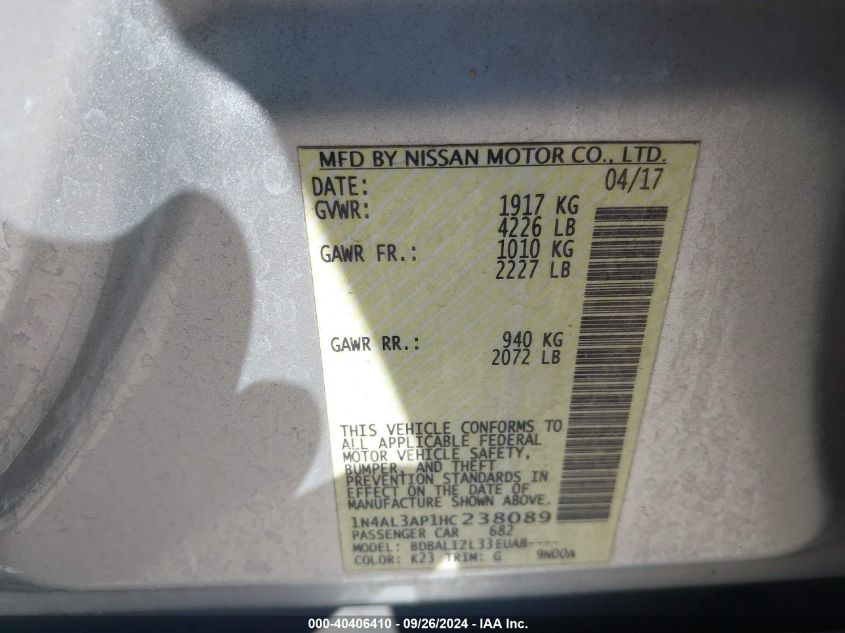 MFD BY NISSAN MOTOR CO., LTD.
DATE: 04/17
GVWR: 1917 KG
4226 LB
GAWR FR.: 1010 KG
2227 LB
GAWR RR.: 940 KG
2072 LB
THIS VEHICLE CONFORMS TO
ALL APPLICABLE FEDERAL
MOTOR VEHICLE SAFETY,
BUMPER, AND THEFT
PREVENTION STANDARDS IN
EFFECT ON THE DATE OF
MANUFACTURE SHOWN ABOVE.
1N4AL3AP1HC238089
PASSENGER CAR 682
MODEL: BDBALIZL33EUAB----
COLOR: K23 TRIM: G 9N00A
000-40406410 - 09/26/2024 - IAA Inc.